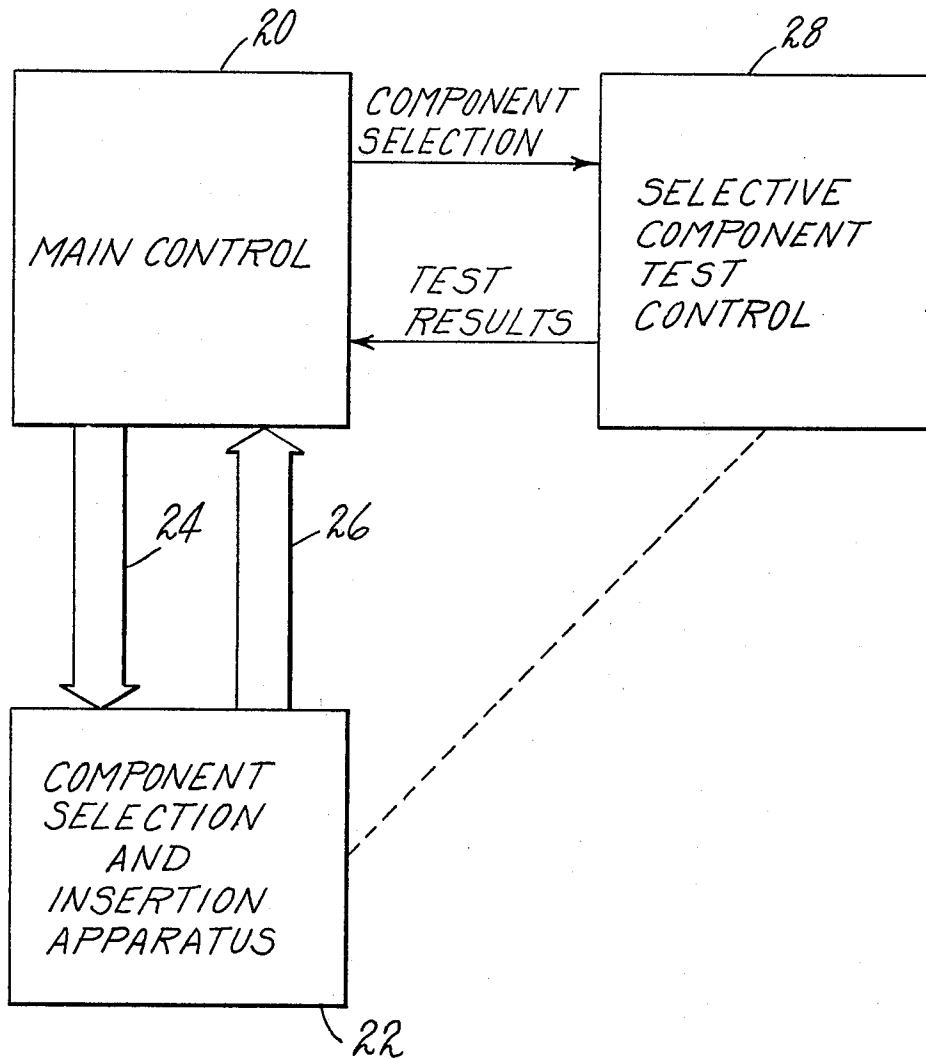 20
28
COMPONENT
SELECTION
MAIN CONTROL
SELECTIVE
COMPONENT
TEST
CONTROL
TEST
RESULTS
24
26
COMPONENT
SELECTION
AND
INSERTION
APPARATUS
22